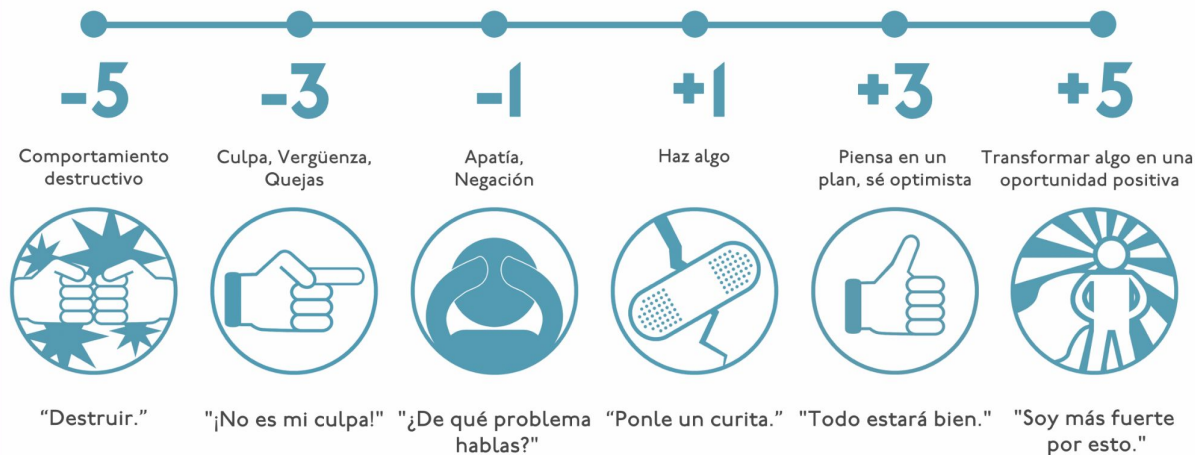 -5
-3
-1
+1
+3
+5
Comportamiento
destructivo
Culpa, Vergüenza,
Quejas
Apatía,
Negación
Haz algo
Piensa en un
plan, sé optimista
Transformar algo en una
oportunidad positiva
“Destruir.”
"¡No es mi culpa!"
"¿De qué problema
hablas?"
“Ponle un curita.”
"Todo estará bien."
"Soy más fuerte
por esto."